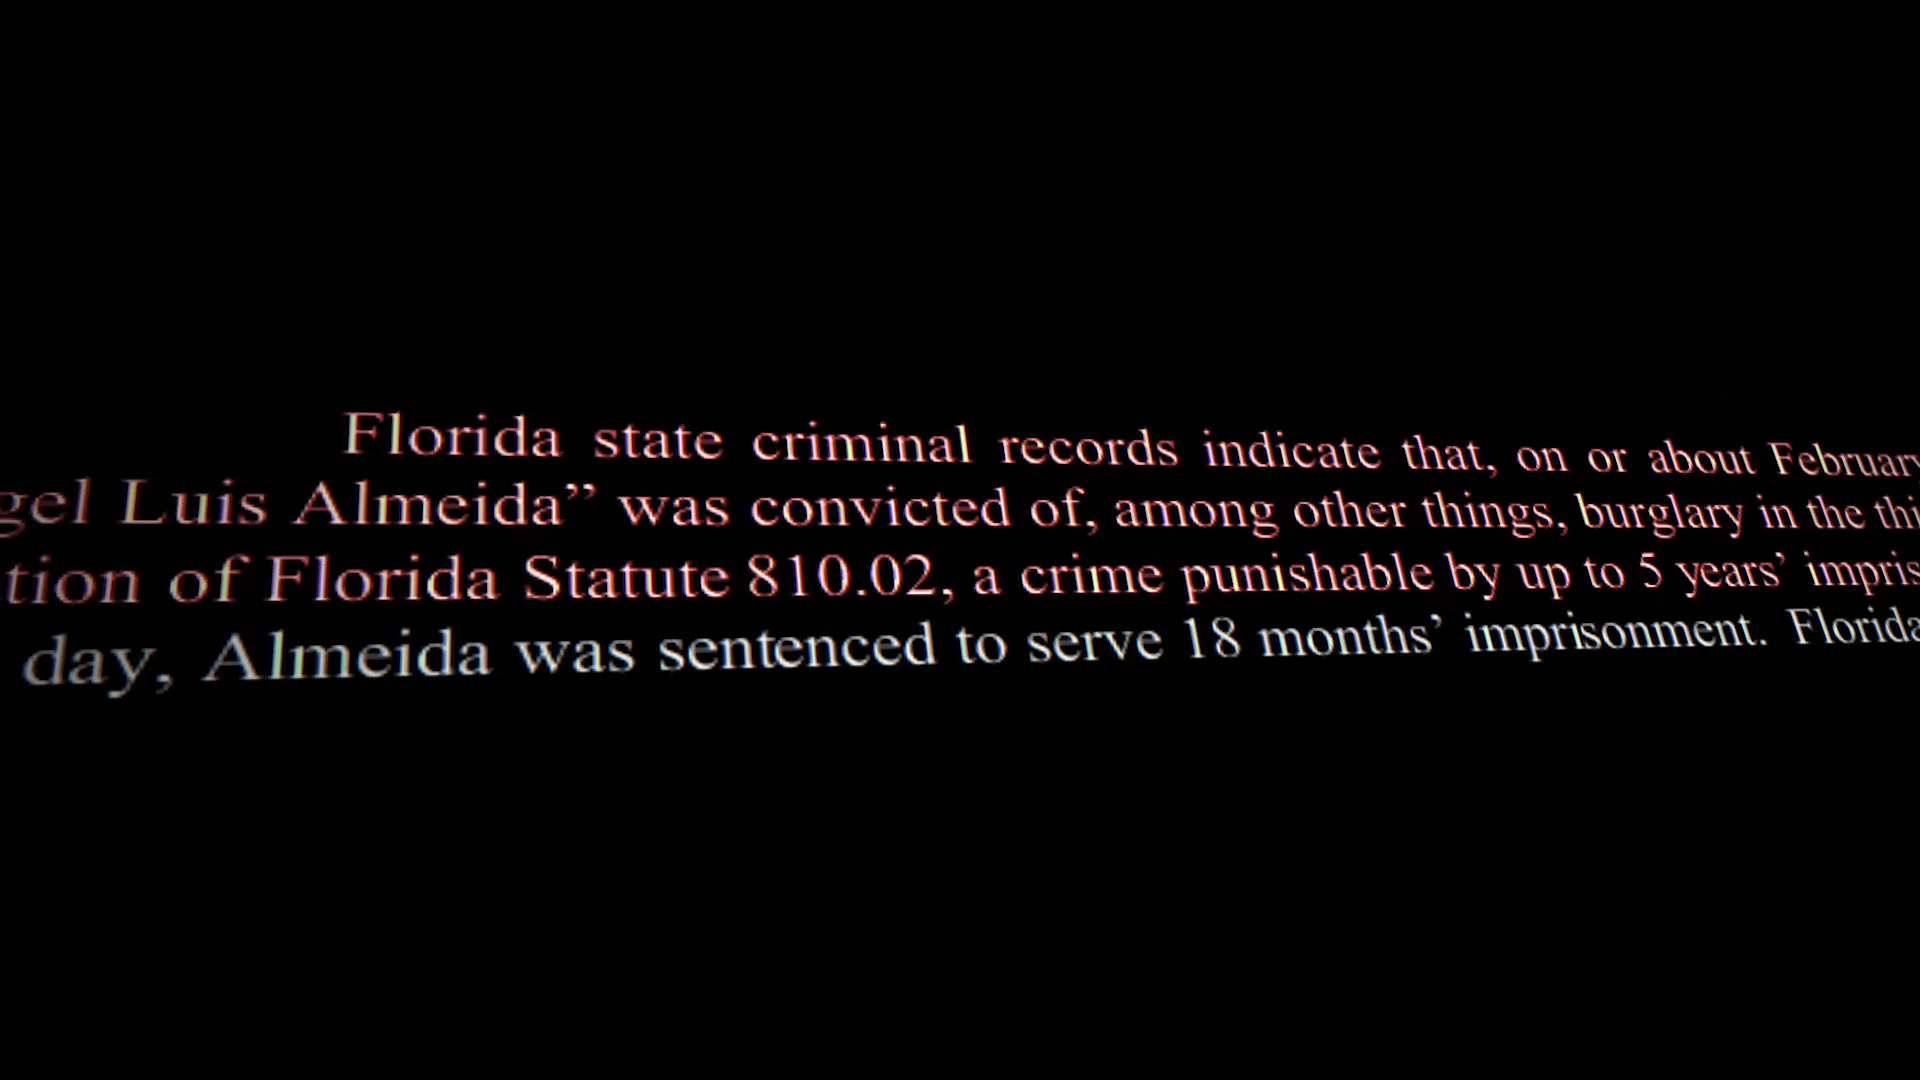 Florida state criminal records indicate that, on or about February
Luis Almeida” was convicted of, among other things, burglary in the
of Florida Statute 810.02, a crime punishable by up to 5 years’
day, Almeida was sentenced to serve 18 months’ imprisonment. Florida